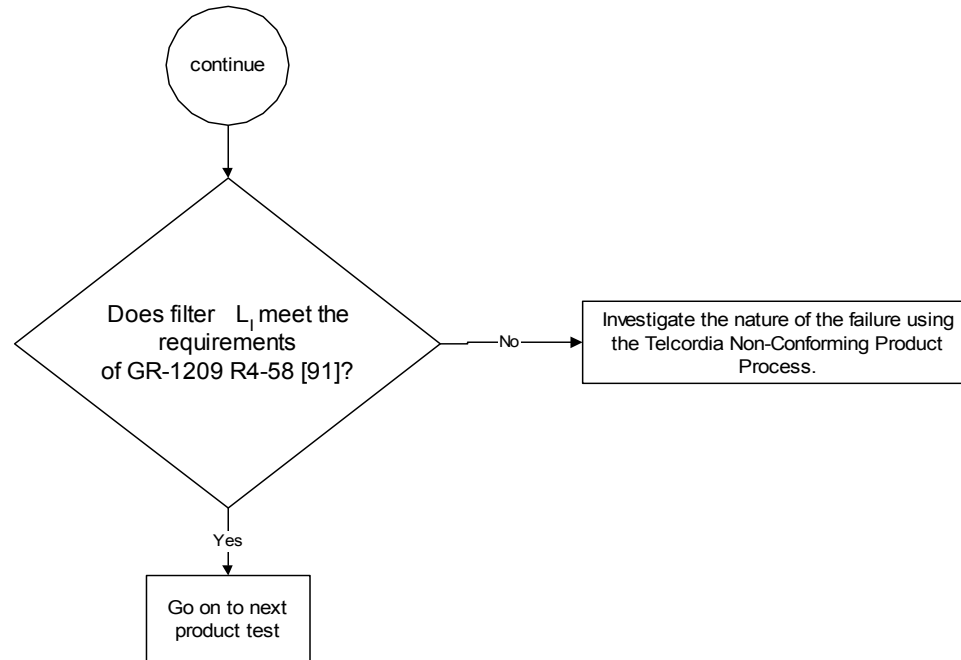 continue
Does filter L_I meet the
requirements
of GR-1209 R4-58 [91]?
No
Investigate the nature of the failure using
the Telcordia Non-Conforming Product
Process.
Yes
Go on to next
product test